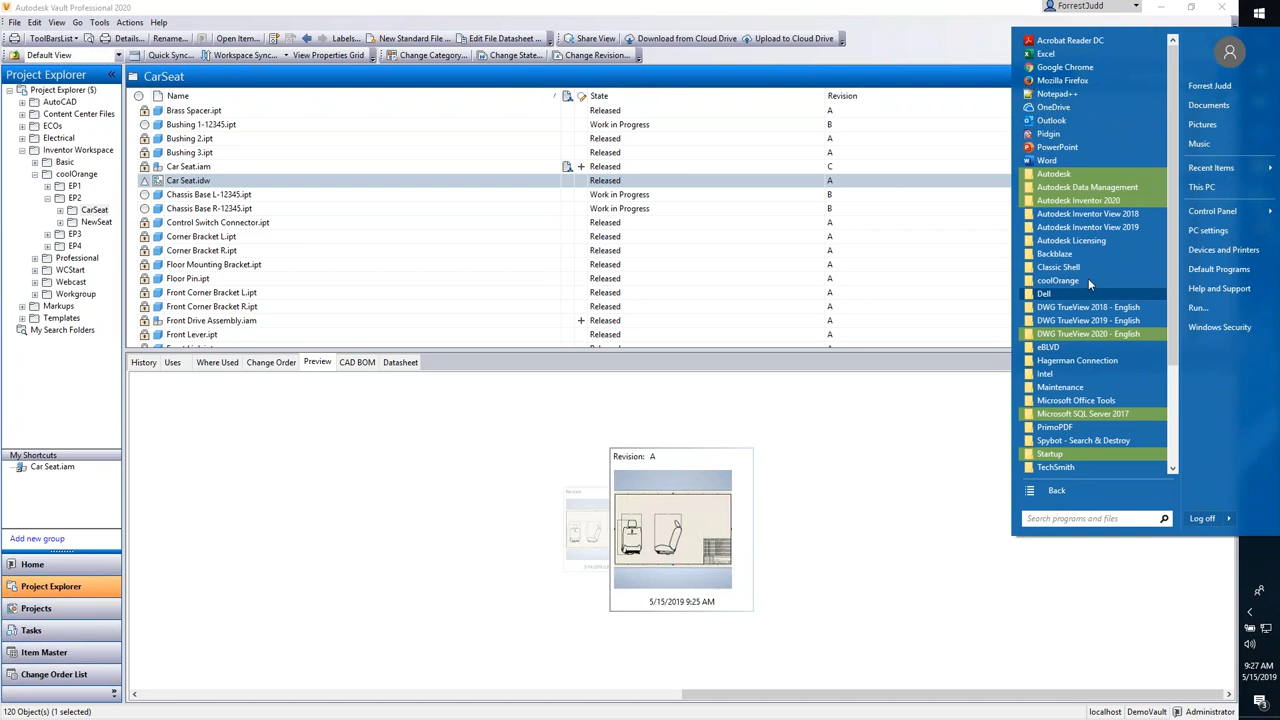 Autodesk Vault Professional 2020
ForrestJudd
File Edit View Go Tools Actions Help
ToolBarsList Details... Rename... Open Item... Labels... New Standard File ... Edit File Datasheet... Share View Download from Cloud Drive Upload to Cloud Drive
Default View Quick Sync... Workspace Sync... View Properties Grid Change Category... Change State... Change Revision...
Project Explorer
Project Explorer ($)
AutoCAD
Content Center Files
ECOs
Electrical
Inventor Workspace
Basic
coolOrange
EP1
EP2
CarSeat
NewSeat
EP3
EP4
Professional
WCStart
Webcast
Workgroup
Markups
Templates
My Search Folders
My Shortcuts
Car Seat.iam
Add new group
Home
Project Explorer
Projects
Tasks
Item Master
Change Order List
CarSeat
Name State Revision
Brass Spacer.ipt Released A
Bushing 1-12345.ipt Work in Progress B
Bushing 2.ipt Released A
Bushing 3.ipt Released A
Car Seat.iam Released C
Car Seat.idw Released A
Chassis Base L-12345.ipt Work in Progress B
Chassis Base R-12345.ipt Work in Progress B
Control Switch Connector.ipt Released A
Corner Bracket L.ipt Released A
Corner Bracket R.ipt Released A
Floor Mounting Bracket.ipt Released A
Floor Pin.ipt Released A
Front Corner Bracket L.ipt Released A
Front Corner Bracket R.ipt Released A
Front Drive Assembly.iam Released A
Front Lever.ipt Released A
History Uses Where Used Change Order Preview CAD BOM Datasheet
Revision: A
5/15/2019 9:25 AM
Acrobat Reader DC
Excel
Google Chrome
Mozilla Firefox
Notepad++
OneDrive
Outlook
Pidgin
PowerPoint
Word
Autodesk
Autodesk Data Management
Autodesk Inventor 2020
Autodesk Inventor View 2018
Autodesk Inventor View 2019
Autodesk Licensing
Backblaze
Classic Shell
coolOrange
Dell
DWG TrueView 2018 - English
DWG TrueView 2019 - English
DWG TrueView 2020 - English
eBLVD
Hagerman Connection
Intel
Maintenance
Microsoft Office Tools
Microsoft SQL Server 2017
PrimoPDF
Spybot - Search & Destroy
Startup
TechSmith
Back
Search programs and files
Forrest Judd
Documents
Pictures
Music
Recent Items
This PC
Control Panel
PC settings
Devices and Printers
Default Programs
Help and Support
Run...
Windows Security
Log off
9:27 AM
5/15/2019
120 Object(s) (1 selected)
localhost DemoVault Administrator